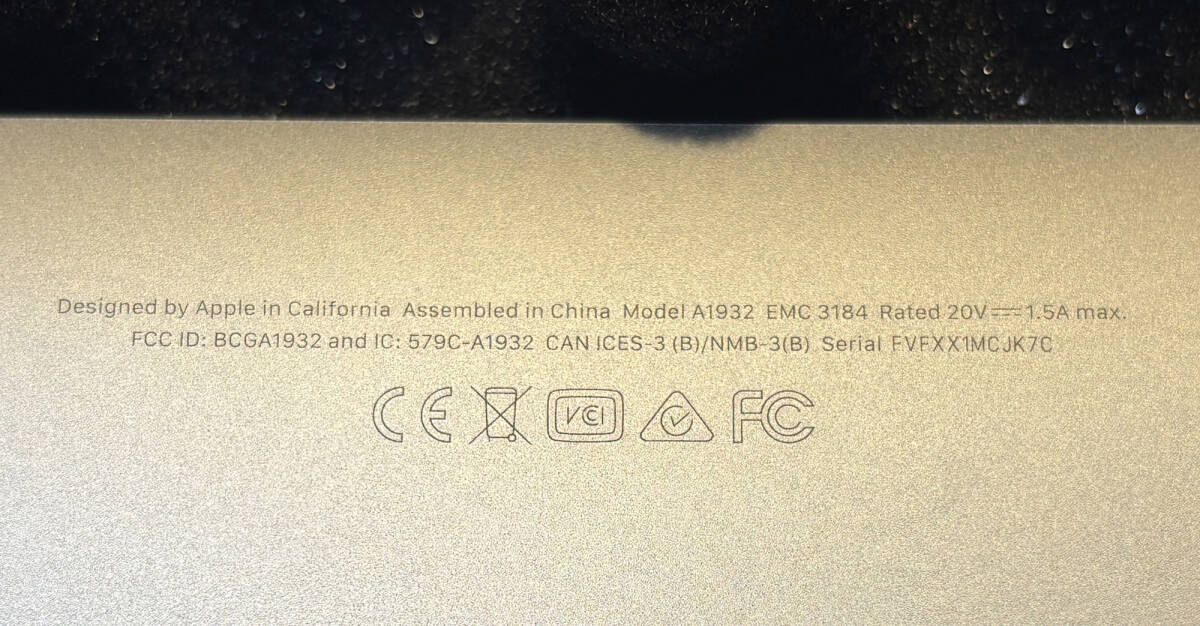 Designed by Apple in California Assembled in China Model A1932 EMC 3184 Rated 20V⎓1.5A max.
FCC ID: BCGA1932 and IC: 579C-A1932 CAN ICES-3 (B)/NMB-3(B) Serial FVFXX1MCJK7C
CE VCI FC